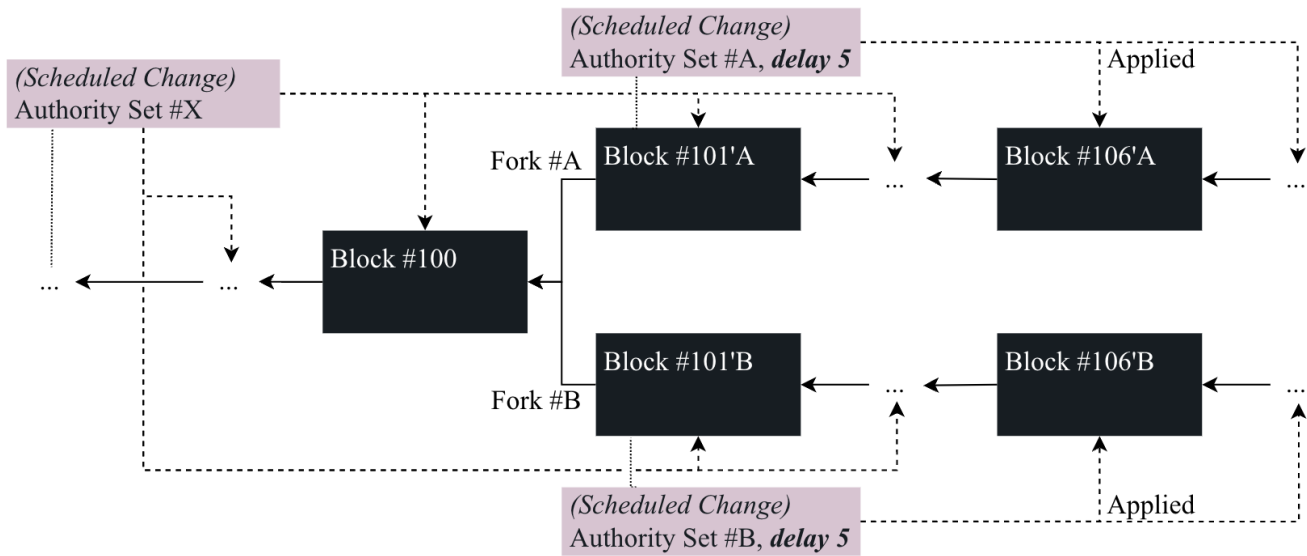 (Scheduled Change)
Authority Set #A, delay 5
Applied
(Scheduled Change)
Authority Set #X
Fork #A
Block #101'A
...
Block #106'A
...
Block #100
...
...
Block #101'B
...
Block #106'B
...
Fork #B
(Scheduled Change)
Authority Set #B, delay 5
Applied